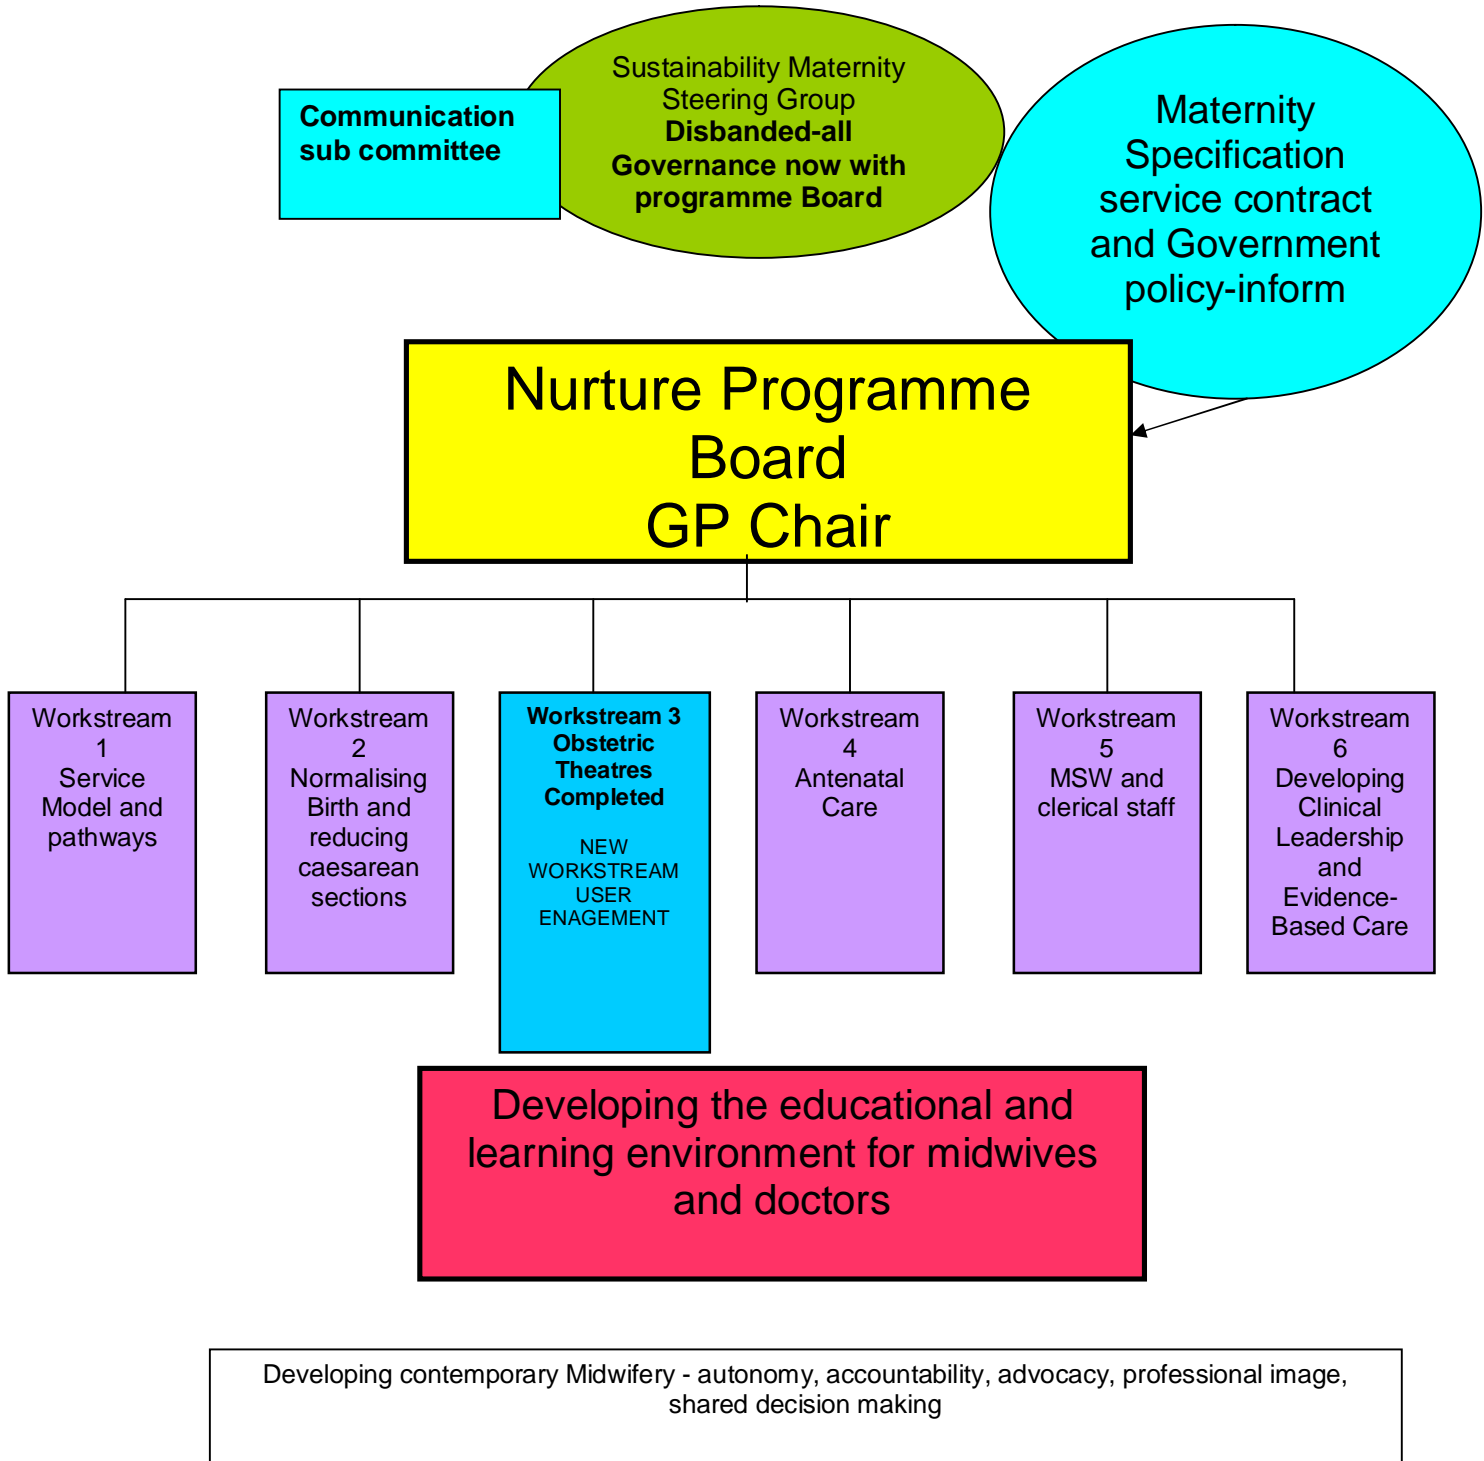 Sustainability Maternity
Steering Group
Disbanded-all
Governance now with
programme Board
Communication
sub committee
Maternity
Specification
service contract
and Government
policy-inform
Nurture Programme
Board
GP Chair
Workstream
1
Service
Model and
pathways
Workstream
2
Normalising
Birth and
reducing
caesarean
sections
Workstream 3
Obstetric
Theatres
Completed
NEW
WORKSTREAM
USER
ENAGEMENT
Workstream
4
Antenatal
Care
Workstream
5
MSW and
clerical staff
Workstream
6
Developing
Clinical
Leadership
and
Evidence-
Based Care
Developing the educational and
learning environment for midwives
and doctors
Developing contemporary Midwifery - autonomy, accountability, advocacy, professional image,
shared decision making